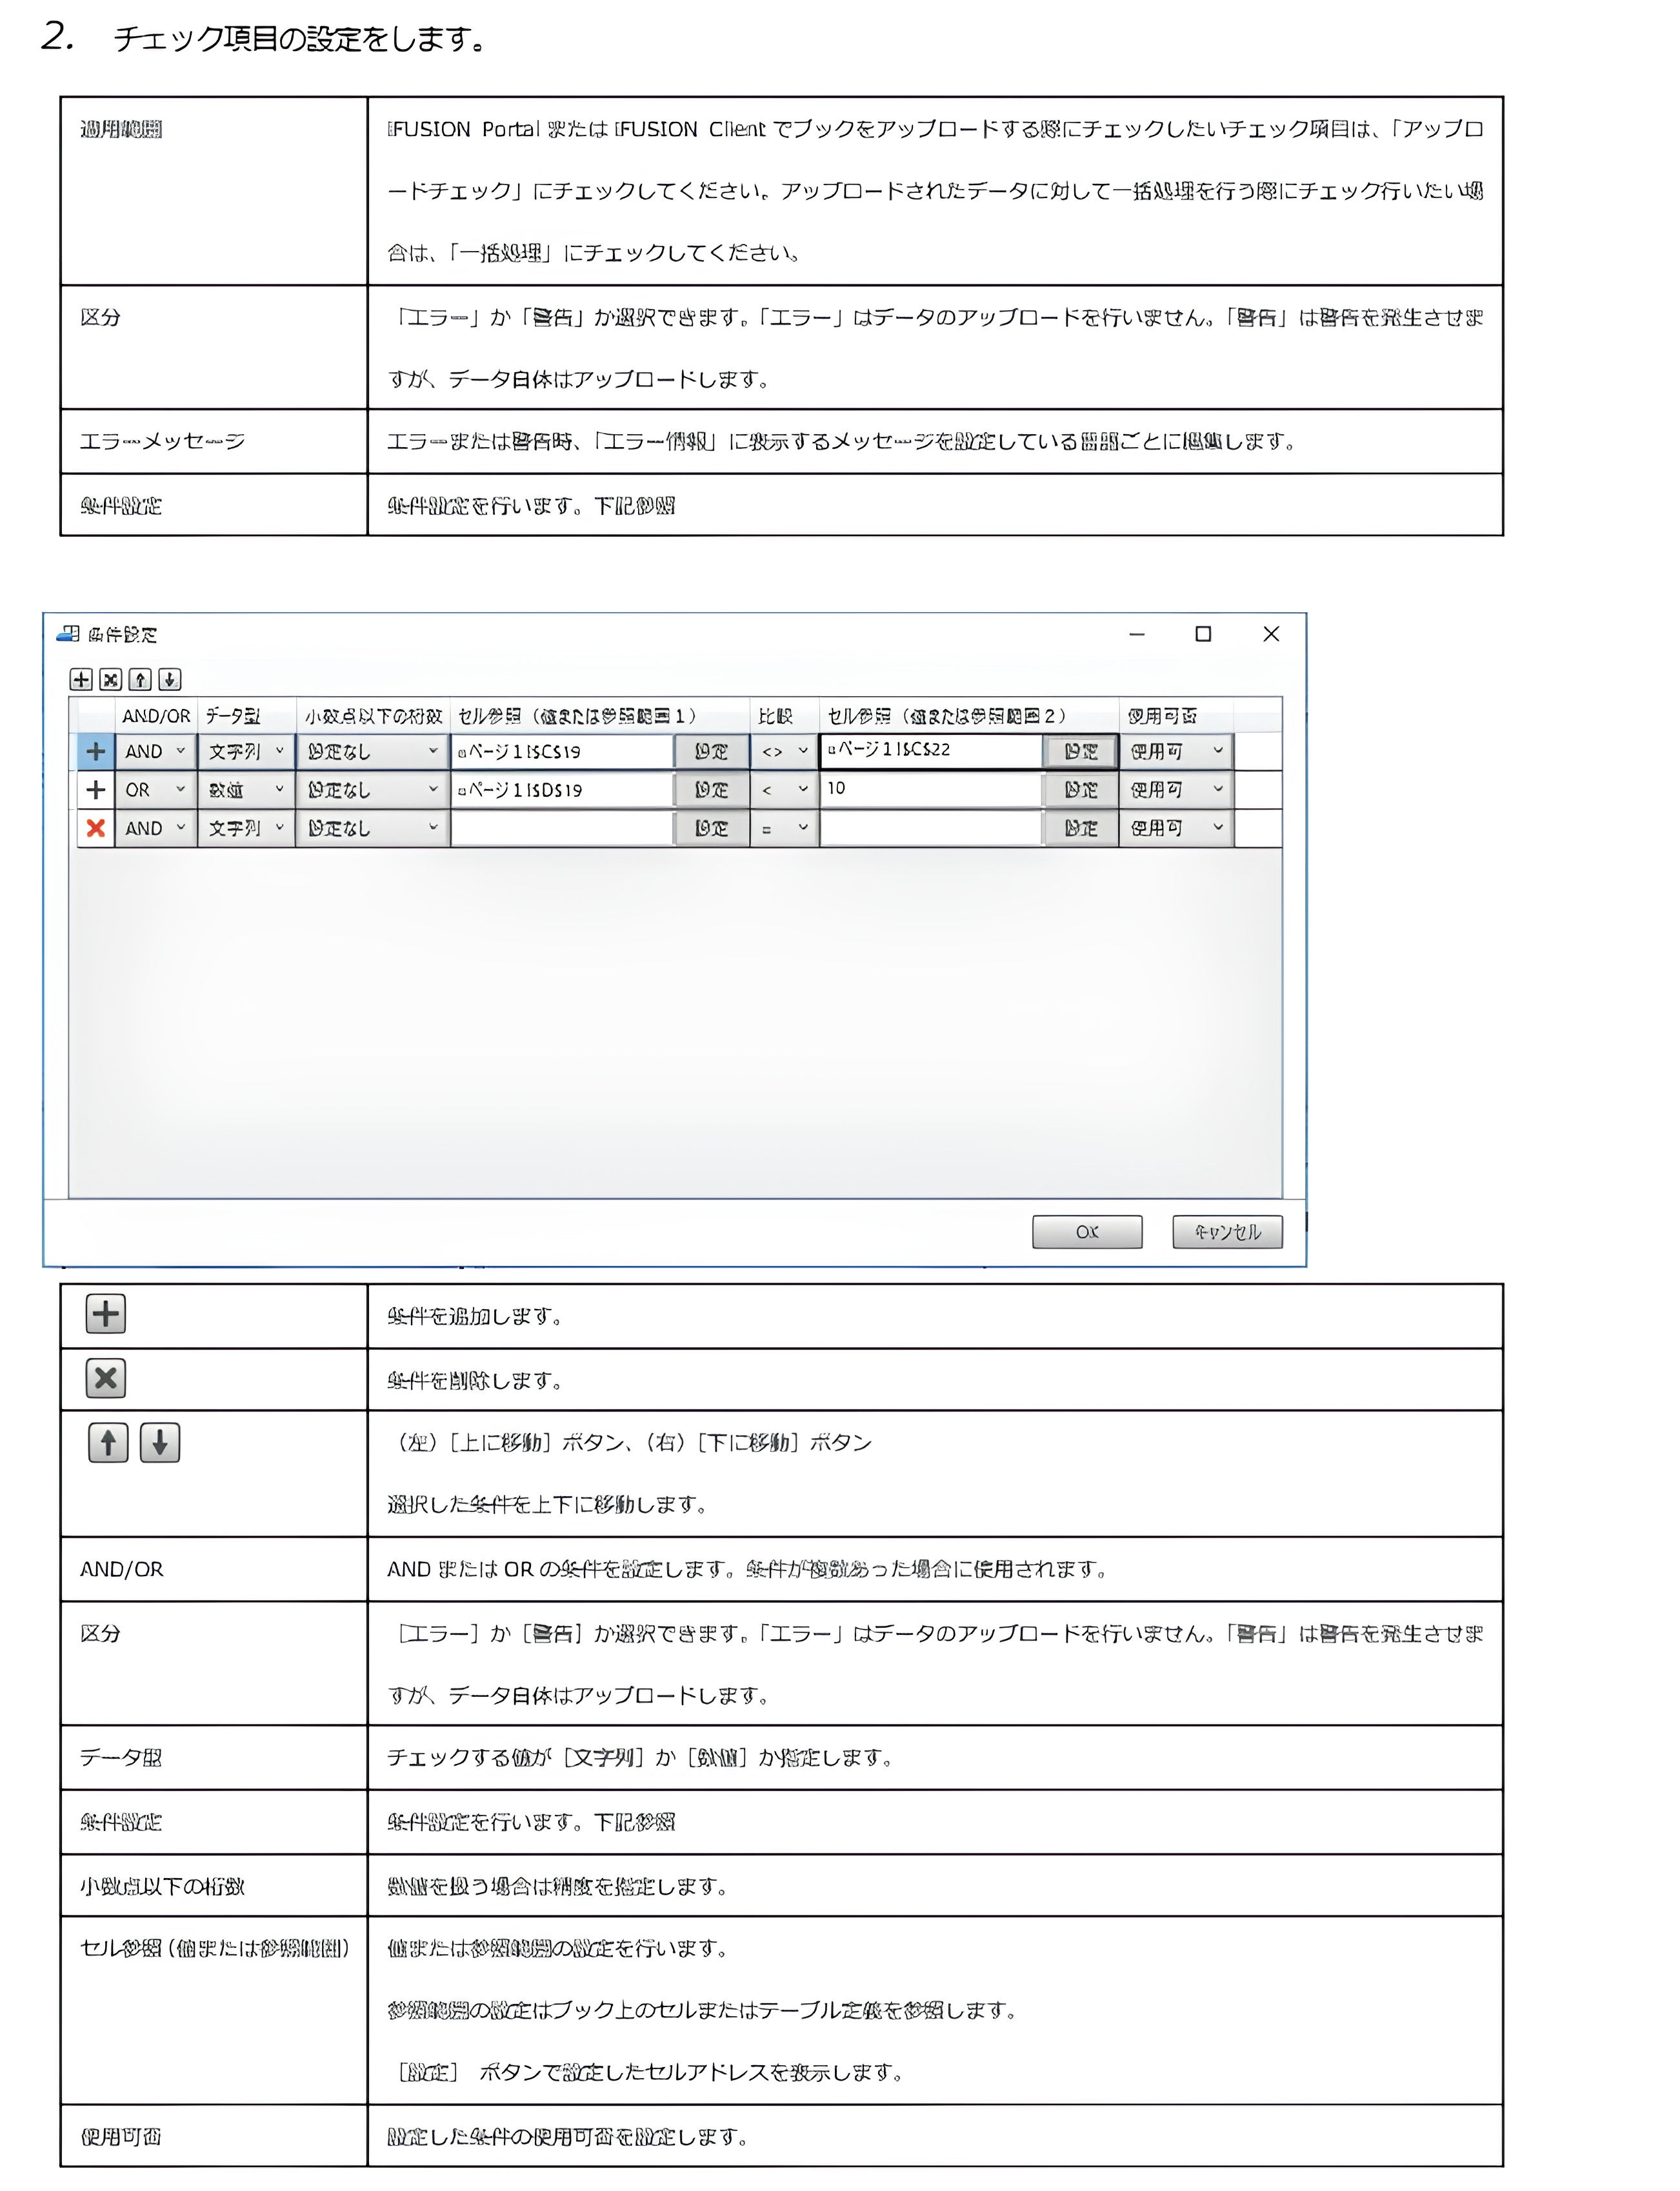 2. チェック項目の設定をします。
適用範囲
iFUSION Portal または iFUSION Client でブックをアップロードする際にチェックしたいチェック項目は、「アップロ
ードチェック」にチェックしてください。アップロードされたデータに対して一括処理を行う際にチェック行いたい場
合は、「一括処理」にチェックしてください。
区分
「エラー」か「警告」か選択できます。「エラー」はデータのアップロードを行いません。「警告」は警告を発生させま
すが、データ自体はアップロードします。
エラーメッセージ
エラーまたは警告時、「エラー情報」に表示するメッセージを設定している言語ごとに編集します。
条件設定
条件設定を行います。下記参照
条件設定
AND/OR データ型 小数点以下の桁数 セル参照（値または参照範囲1） 比較 セル参照（値または参照範囲2） 使用可否
AND 文字列 設定なし ページ1!$C$19 設定 <> ページ1!$C$22 設定 使用可
OR 数値 設定なし ページ1!$D$19 設定 < 10 設定 使用可
AND 文字列 設定なし 設定 = 設定 使用可
OK キャンセル
条件を追加します。
条件を削除します。
（左）［上に移動］ボタン、（右）［下に移動］ボタン
選択した条件を上下に移動します。
AND/OR
AND または OR の条件を設定します。条件が複数あった場合に使用されます。
区分
［エラー］か［警告］か選択できます。「エラー」はデータのアップロードを行いません。「警告」は警告を発生させま
すが、データ自体はアップロードします。
データ型
チェックする値が［文字列］か［数値］か指定します。
条件設定
条件設定を行います。下記参照
小数点以下の桁数
数値を扱う場合は精度を指定します。
セル参照（値または参照範囲）
値または参照範囲の設定を行います。
参照範囲の設定はブック上のセルまたはテーブル定義を参照します。
［設定］ ボタンで設定したセルアドレスを表示します。
使用可否
設定した条件の使用可否を設定します。